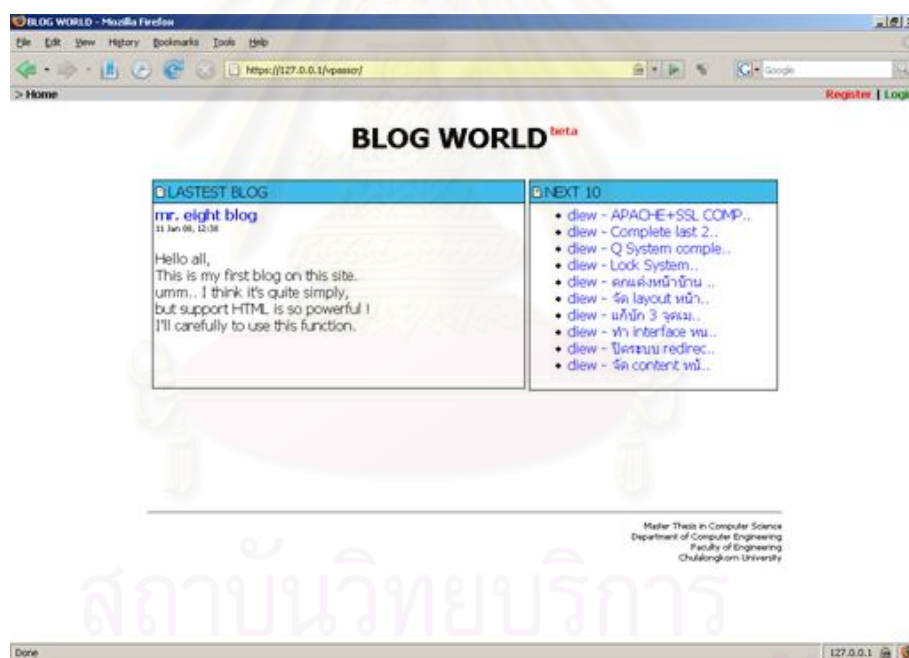 BLOG WORLD - Mozilla Firefox
File Edit View History Bookmarks Tools Help
https://127.0.0.1/vpasscr/
Google
> Home
Register | Logi
BLOG WORLD beta
LASTEST BLOG
mr. eight blog
11 Jan 08, 12:38
Hello all,
This is my first blog on this site.
umm.. I think it's quite simply,
but support HTML is so powerful !
I'll carefully to use this function.
NEXT 10
diew - APACHE+SSL COMP..
diew - Complete last 2..
diew - Q System comple..
diew - Lock System..
diew - ตกแต่งหน้าบ้าน ..
diew - จัด layout หน้า..
diew - แก้บัก 3 จุดเม..
diew - ทำ interface หน..
diew - ปิดระบบ redirec..
diew - จัด content หน้..
Master Thesis in Computer Science
Department of Computer Engineering
Faculty of Engineering
Chulalongkorn University
สถาบันวิทยบริการ
Done
127.0.0.1